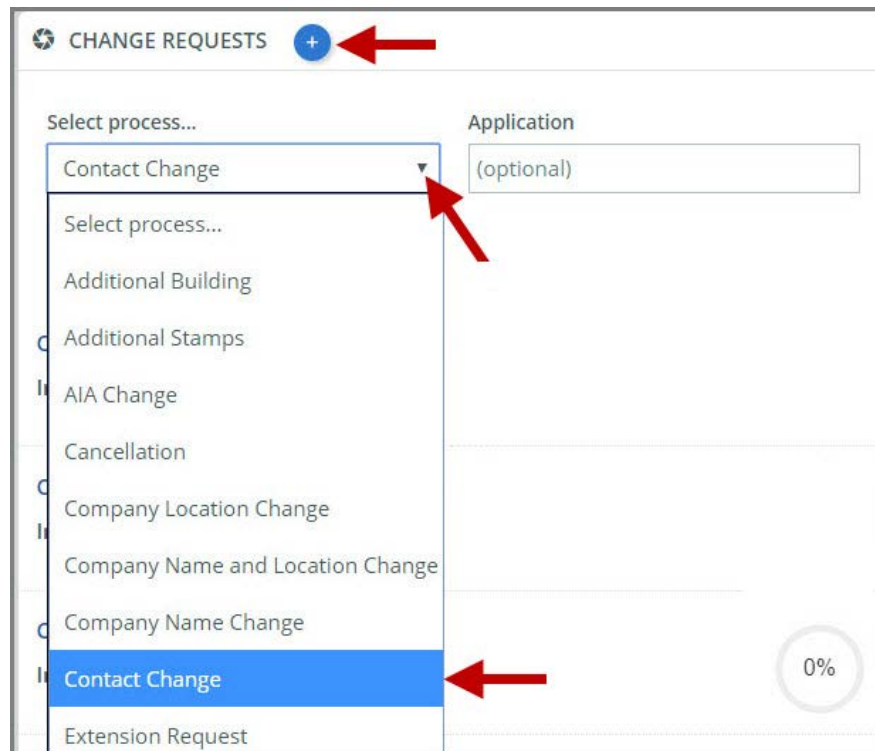 CHANGE REQUESTS +
Select process... Application
Contact Change (optional)
Select process...
Additional Building
Additional Stamps
AIA Change
Cancellation
Company Location Change
Company Name and Location Change
Company Name Change
Contact Change
0%
Extension Request